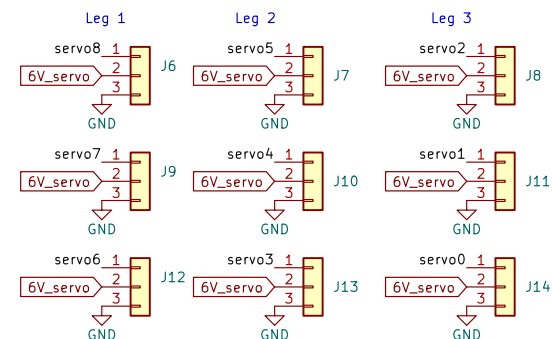 Leg 1 Leg 2 Leg 3
servo8 1 servo5 1 servo2 1
J6 J7 J8
6V_servo 2 6V_servo 2 6V_servo 2
3 3 3
GND GND GND
servo7 1 servo4 1 servo1 1
J9 J10 J11
6V_servo 2 6V_servo 2 6V_servo 2
3 3 3
GND GND GND
servo6 1 servo3 1 servo0 1
J12 J13 J14
6V_servo 2 6V_servo 2 6V_servo 2
3 3 3
GND GND GND